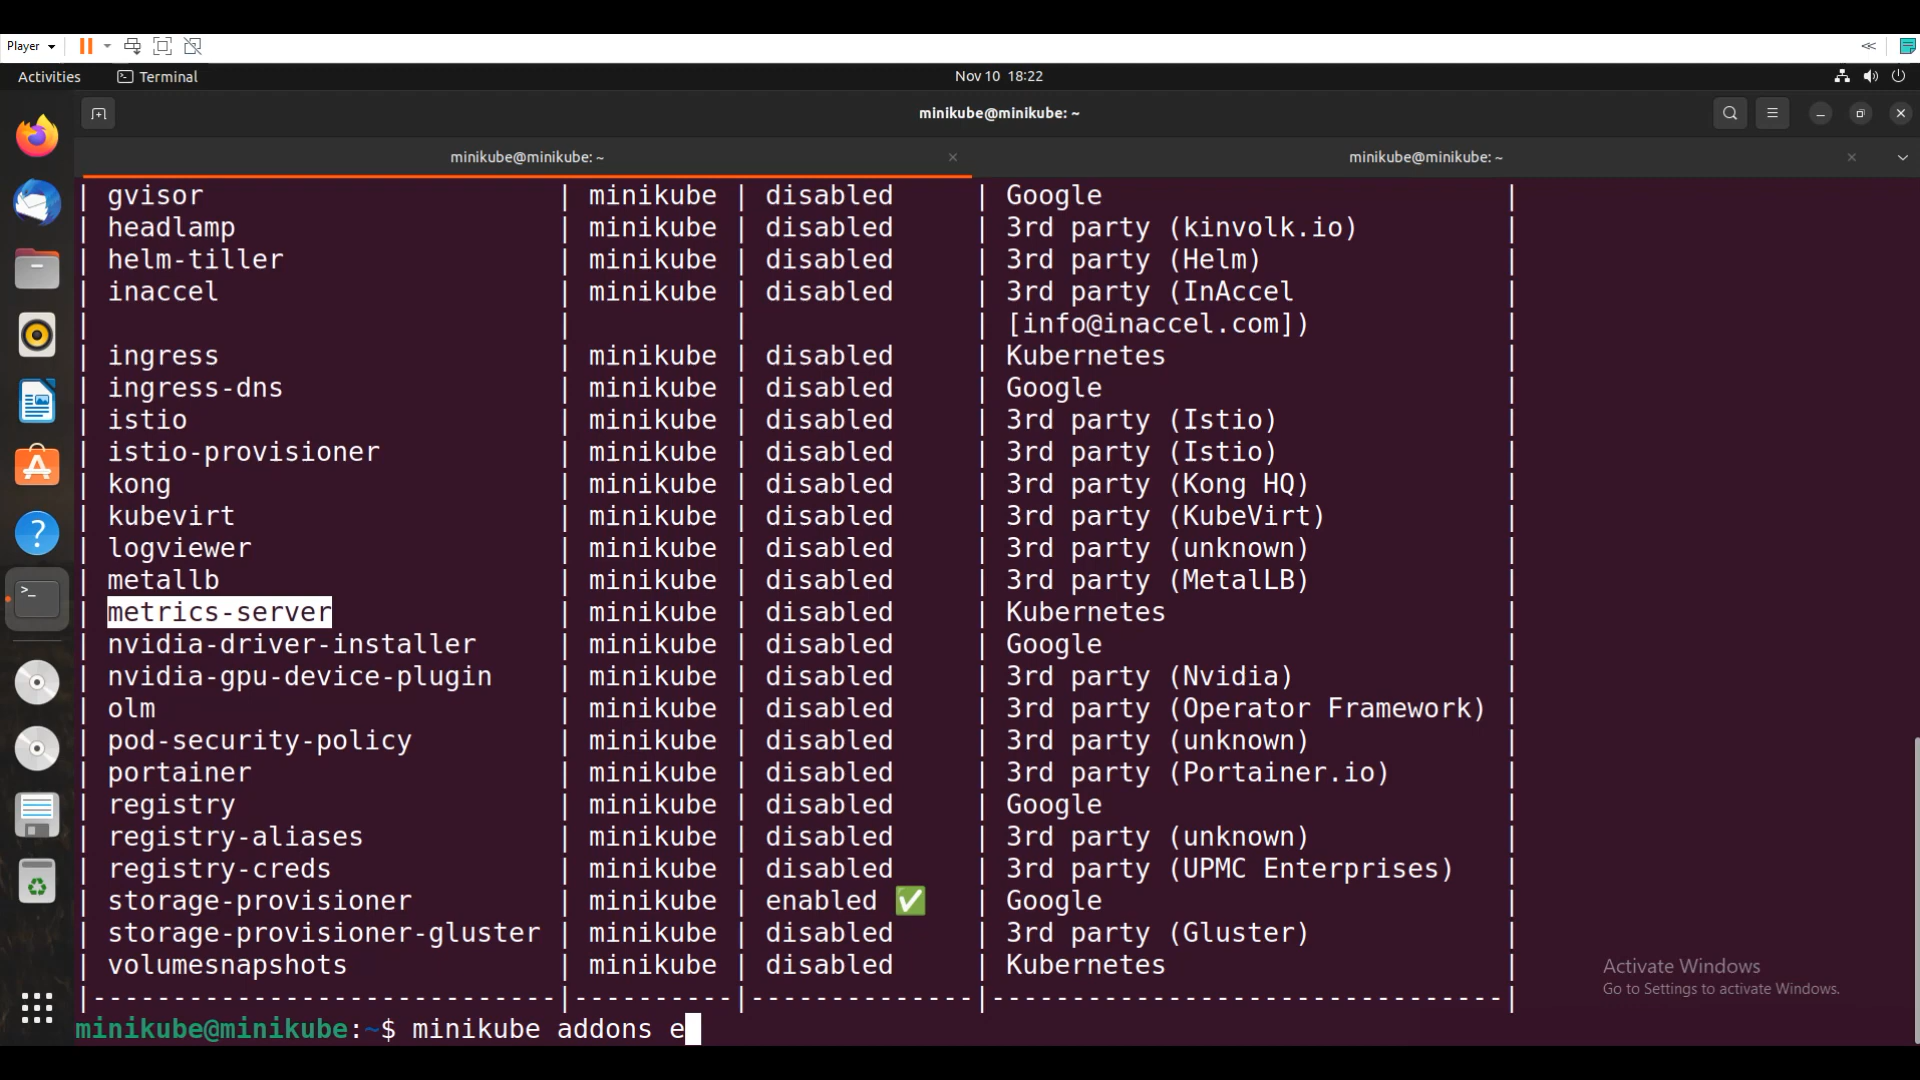 Player
Activities
Terminal
Nov 10 18:22
minikube@minikube: ~
minikube@minikube: ~
minikube@minikube: ~
| gvisor | minikube | disabled | Google |
| headlamp | minikube | disabled | 3rd party (kinvolk.io) |
| helm-tiller | minikube | disabled | 3rd party (Helm) |
| inaccel | minikube | disabled | 3rd party (InAccel |
| | | | [info@inaccel.com]) |
| ingress | minikube | disabled | Kubernetes |
| ingress-dns | minikube | disabled | Google |
| istio | minikube | disabled | 3rd party (Istio) |
| istio-provisioner | minikube | disabled | 3rd party (Istio) |
| kong | minikube | disabled | 3rd party (Kong HQ) |
| kubevirt | minikube | disabled | 3rd party (KubeVirt) |
| logviewer | minikube | disabled | 3rd party (unknown) |
| metallb | minikube | disabled | 3rd party (MetalLB) |
| metrics-server | minikube | disabled | Kubernetes |
| nvidia-driver-installer | minikube | disabled | Google |
| nvidia-gpu-device-plugin | minikube | disabled | 3rd party (Nvidia) |
| olm | minikube | disabled | 3rd party (Operator Framework) |
| pod-security-policy | minikube | disabled | 3rd party (unknown) |
| portainer | minikube | disabled | 3rd party (Portainer.io) |
| registry | minikube | disabled | Google |
| registry-aliases | minikube | disabled | 3rd party (unknown) |
| registry-creds | minikube | disabled | 3rd party (UPMC Enterprises) |
| storage-provisioner | minikube | enabled ✅ | Google |
| storage-provisioner-gluster | minikube | disabled | 3rd party (Gluster) |
| volumesnapshots | minikube | disabled | Kubernetes |
|-----------------------------|----------|--------------|--------------------------------|
minikube@minikube:~$ minikube addons e
Activate Windows
Go to Settings to activate Windows.